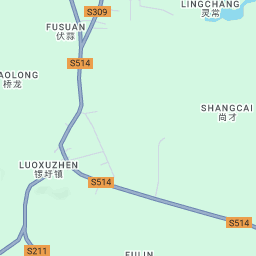 LINGCHANG
灵常
S309
FUSUAN
伏蒜
S514
AOLONG
桥龙
SHANGCAI
尚才
LUOXUZHEN
锣圩镇
S514
S514
S211
FULIN